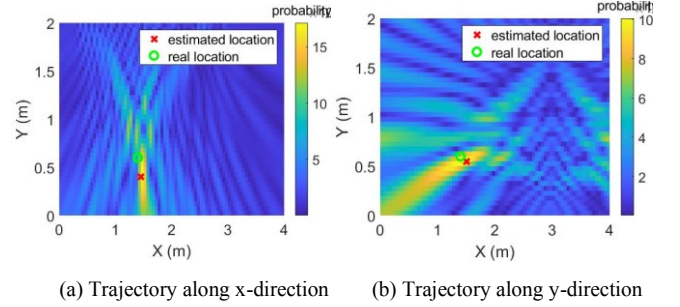 probability
probability
2
1.5
1
0.5
0
Y (m)
estimated location
real location
15
10
5
0 1 2 3 4
X (m)
2
1.5
1
0.5
0
Y (m)
estimated location
real location
10
8
6
4
2
0 1 2 3 4
X (m)
(a) Trajectory along x-direction
(b) Trajectory along y-direction